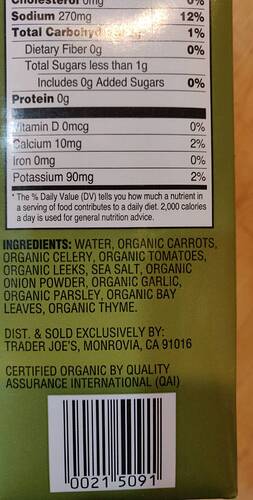 Cholesterol 0mg 0%
Sodium 270mg 12%
Total Carbohyd 1%
Dietary Fiber 0g 0%
Total Sugars less than 1g
Includes 0g Added Sugars 0%
Protein 0g
Vitamin D 0mcg 0%
Calcium 10mg 2%
Iron 0mg 0%
Potassium 90mg 2%
* The % Daily Value (DV) tells you how much a nutrient in
a serving of food contributes to a daily diet. 2,000 calories
a day is used for general nutrition advice.
INGREDIENTS: WATER, ORGANIC CARROTS,
ORGANIC CELERY, ORGANIC TOMATOES,
ORGANIC LEEKS, SEA SALT, ORGANIC
ONION POWDER, ORGANIC GARLIC,
ORGANIC PARSLEY, ORGANIC BAY
LEAVES, ORGANIC THYME.
DIST. & SOLD EXCLUSIVELY BY:
TRADER JOE'S, MONROVIA, CA 91016
CERTIFIED ORGANIC BY QUALITY
ASSURANCE INTERNATIONAL (QAI)
0021 5091